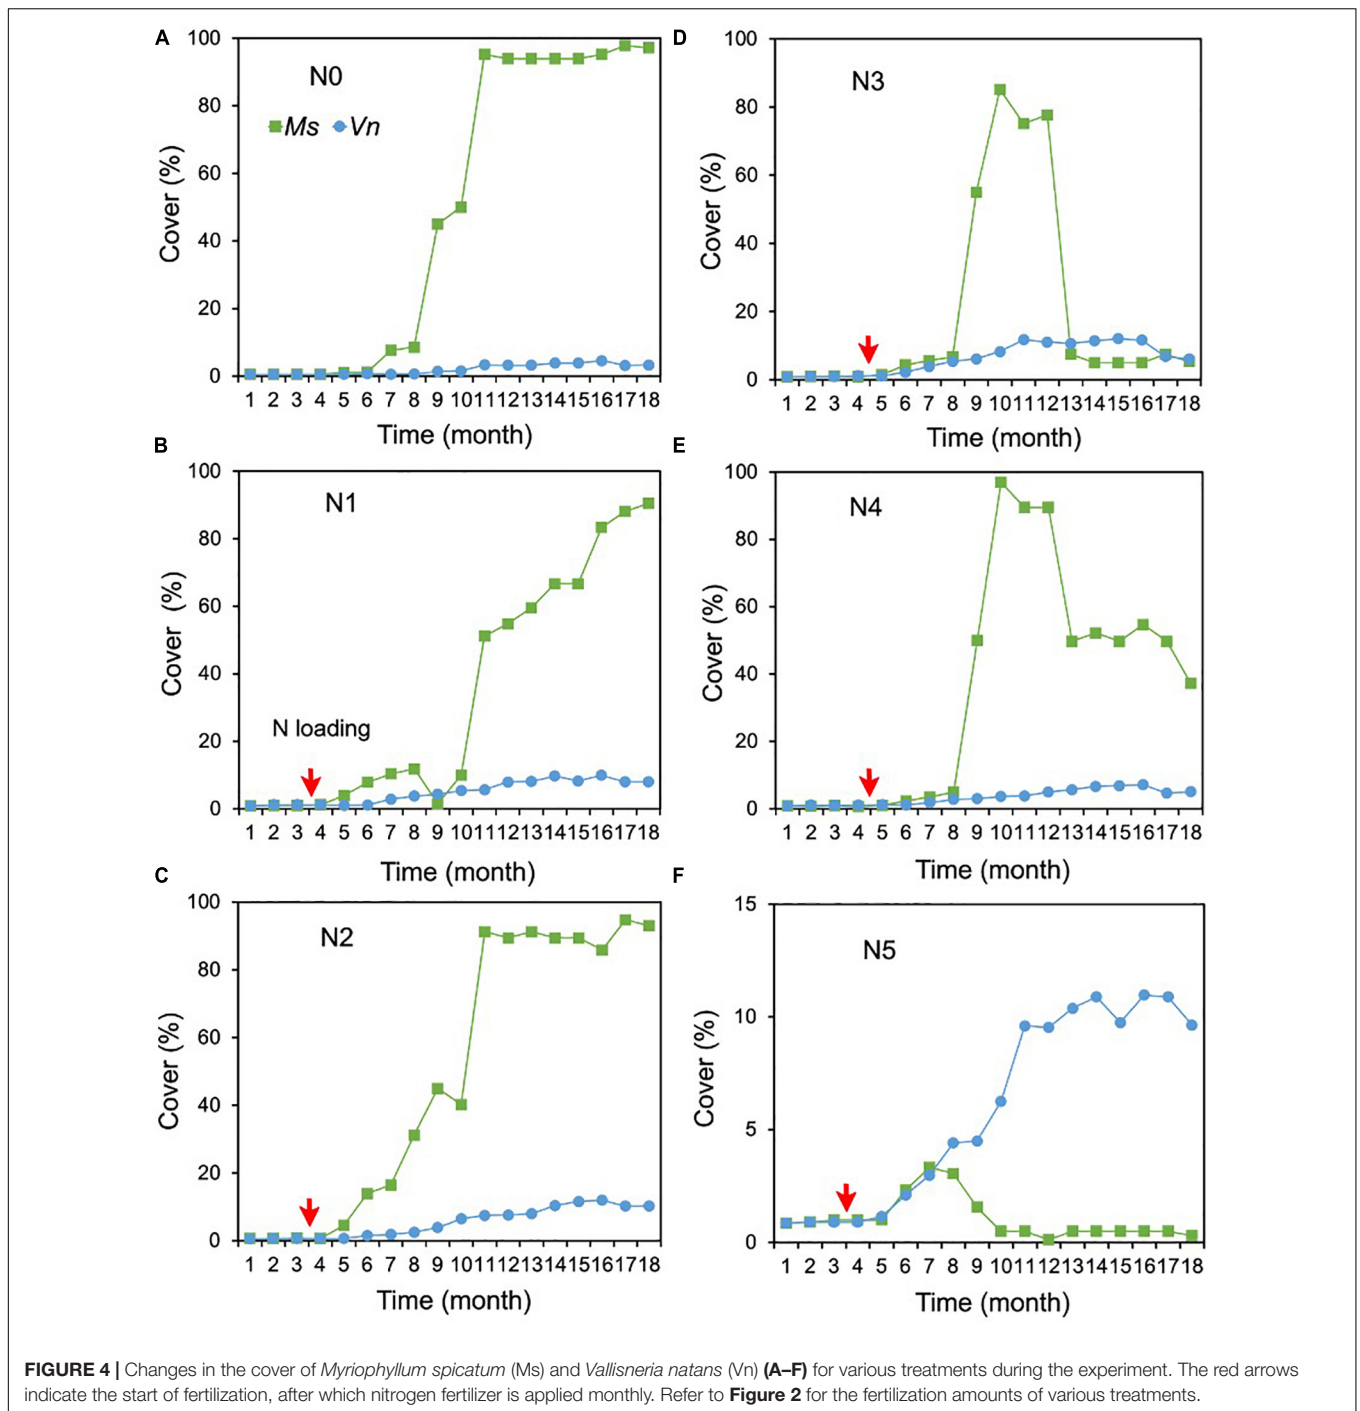 A
100
80
60
40
20
0
Cover (%)
N0
Ms Vn
1 2 3 4 5 6 7 8 9 10 11 12 13 14 15 16 17 18
Time (month)
D
100
80
60
40
20
0
Cover (%)
N3
1 2 3 4 5 6 7 8 9 10 11 12 13 14 15 16 17 18
Time (month)
B
100
80
60
40
20
0
Cover (%)
N1
N loading
1 2 3 4 5 6 7 8 9 10 11 12 13 14 15 16 17 18
Time (month)
E
100
80
60
40
20
0
Cover (%)
N4
1 2 3 4 5 6 7 8 9 10 11 12 13 14 15 16 17 18
Time (month)
C
100
80
60
40
20
0
Cover (%)
N2
1 2 3 4 5 6 7 8 9 10 11 12 13 14 15 16 17 18
Time (month)
F
15
10
5
0
Cover (%)
N5
1 2 3 4 5 6 7 8 9 10 11 12 13 14 15 16 17 18
Time (month)
FIGURE 4 | Changes in the cover of Myriophyllum spicatum (Ms) and Vallisneria natans (Vn) (A–F) for various treatments during the experiment. The red arrows
indicate the start of fertilization, after which nitrogen fertilizer is applied monthly. Refer to Figure 2 for the fertilization amounts of various treatments.